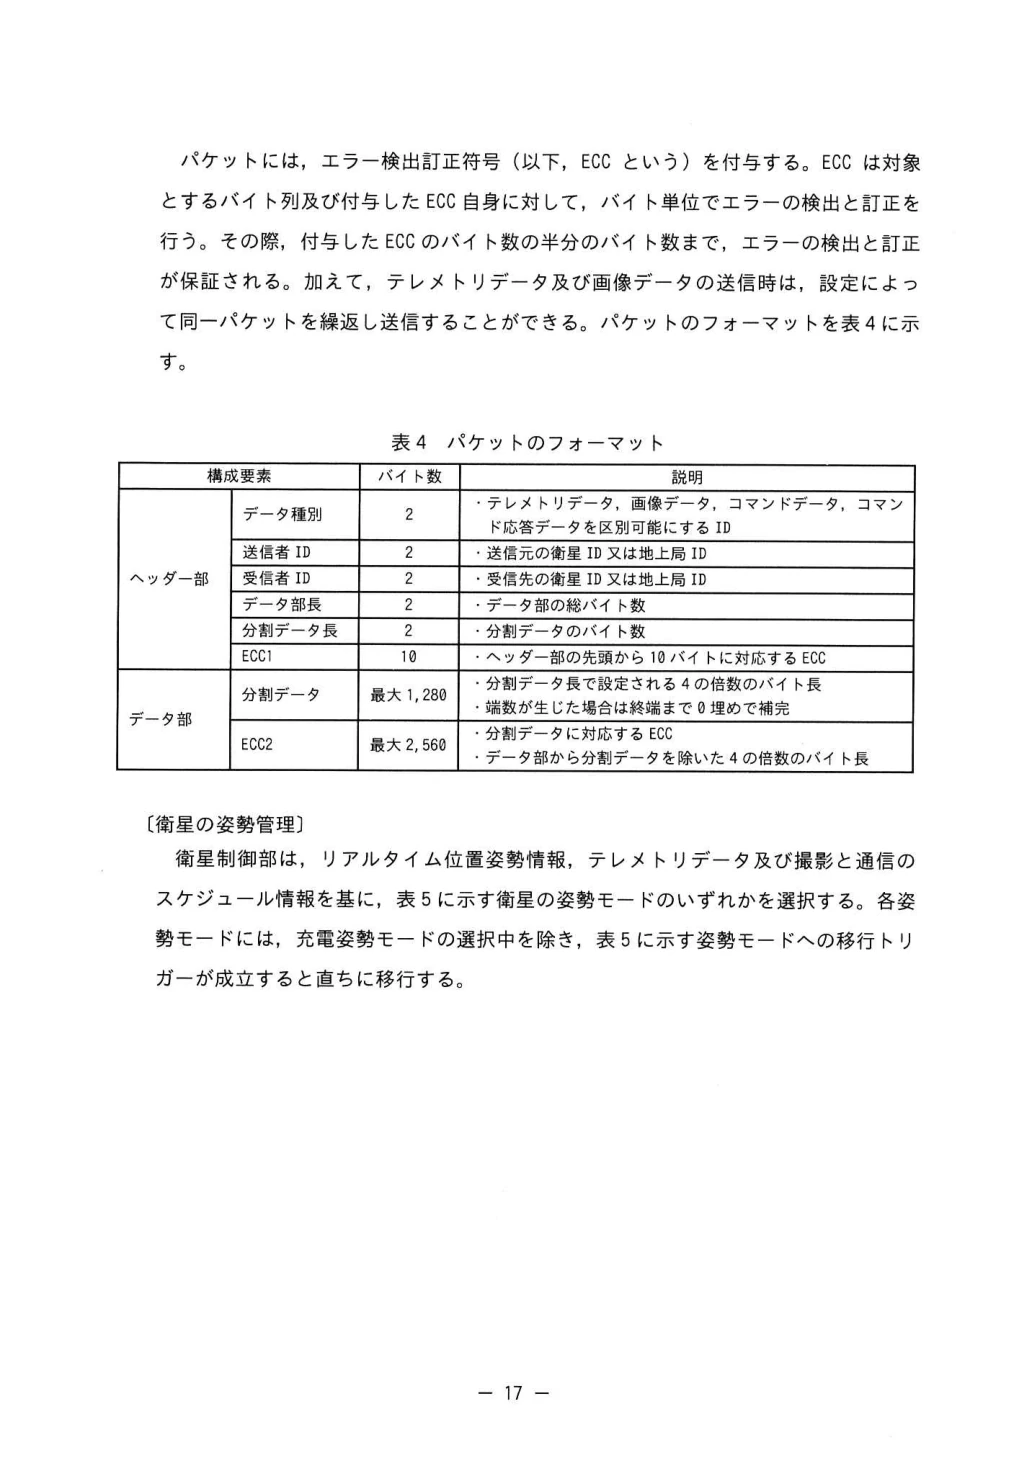 パケットには，エラー検出訂正符号（以下，ECC という）を付与する。ECC は対象
とするバイト列及び付与した ECC 自身に対して，バイト単位でエラーの検出と訂正を
行う。その際，付与した ECC のバイト数の半分のバイト数まで，エラーの検出と訂正
が保証される。加えて，テレメトリデータ及び画像データの送信時は，設定によっ
て同一パケットを繰返し送信することができる。パケットのフォーマットを表 4 に示
す。
表 4　パケットのフォーマット
構成要素 バイト数 説明
ヘッダー部
データ種別 2 ・テレメトリデータ，画像データ，コマンドデータ，コマン
ド応答データを区別可能にする ID
送信者 ID 2 ・送信元の衛星 ID 又は地上局 ID
受信者 ID 2 ・受信先の衛星 ID 又は地上局 ID
データ部長 2 ・データ部の総バイト数
分割データ長 2 ・分割データのバイト数
ECC1 10 ・ヘッダー部の先頭から 10 バイトに対応する ECC
データ部
分割データ 最大 1,280 ・分割データ長で設定される 4 の倍数のバイト長
・端数が生じた場合は終端まで 0 埋めで補完
ECC2 最大 2,560 ・分割データに対応する ECC
・データ部から分割データを除いた 4 の倍数のバイト長
〔衛星の姿勢管理〕
衛星制御部は，リアルタイム位置姿勢情報，テレメトリデータ及び撮影と通信の
スケジュール情報を基に，表 5 に示す衛星の姿勢モードのいずれかを選択する。各姿
勢モードには，充電姿勢モードの選択中を除き，表 5 に示す姿勢モードへの移行トリ
ガーが成立すると直ちに移行する。
－ 17 －